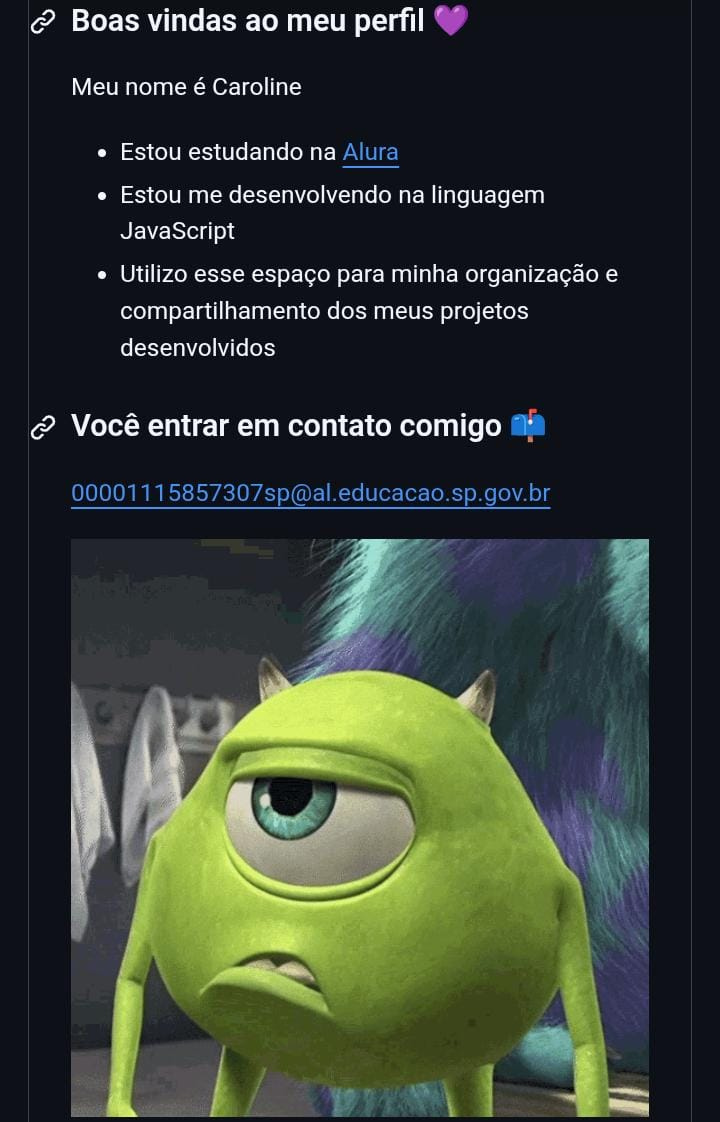 Boas vindas ao meu perfil 💜
Meu nome é Caroline
Estou estudando na Alura
Estou me desenvolvendo na linguagem
JavaScript
Utilizo esse espaço para minha organização e
compartilhamento dos meus projetos
desenvolvidos
Você entrar em contato comigo 📫
00001115857307sp@al.educacao.sp.gov.br